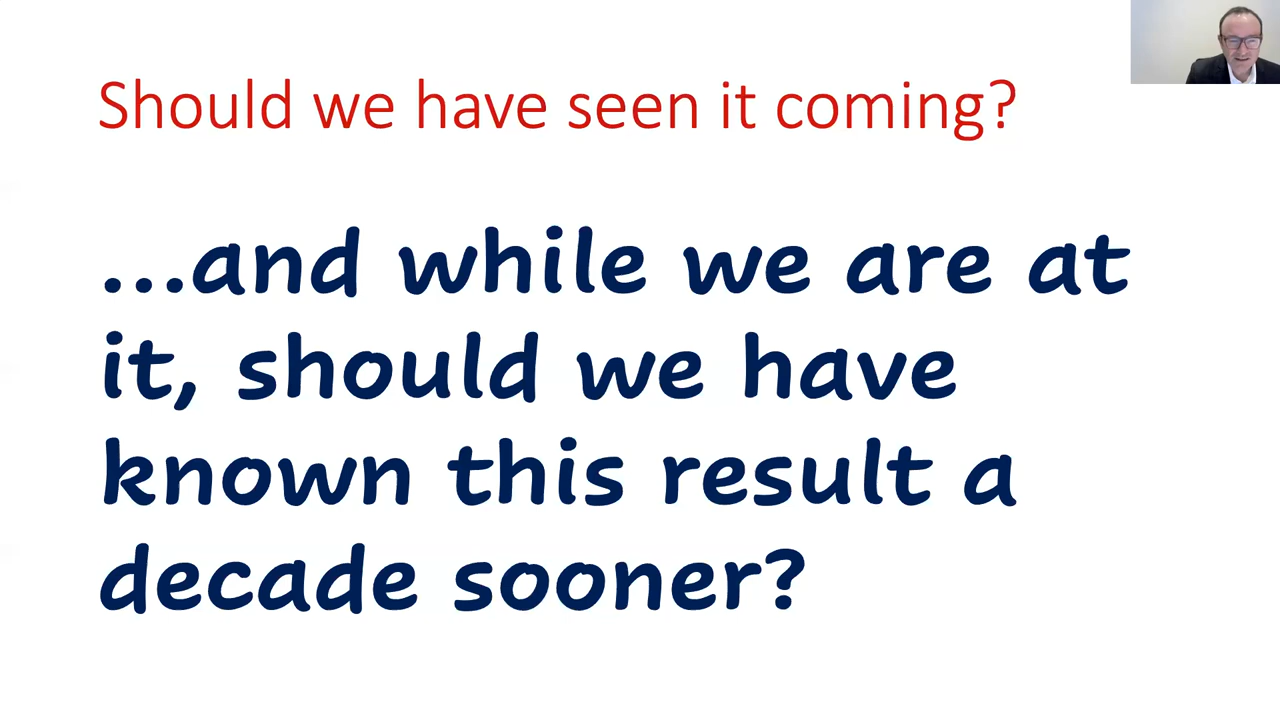 Should we have seen it coming?
...and while we are at
it, should we have
known this result a
decade sooner?